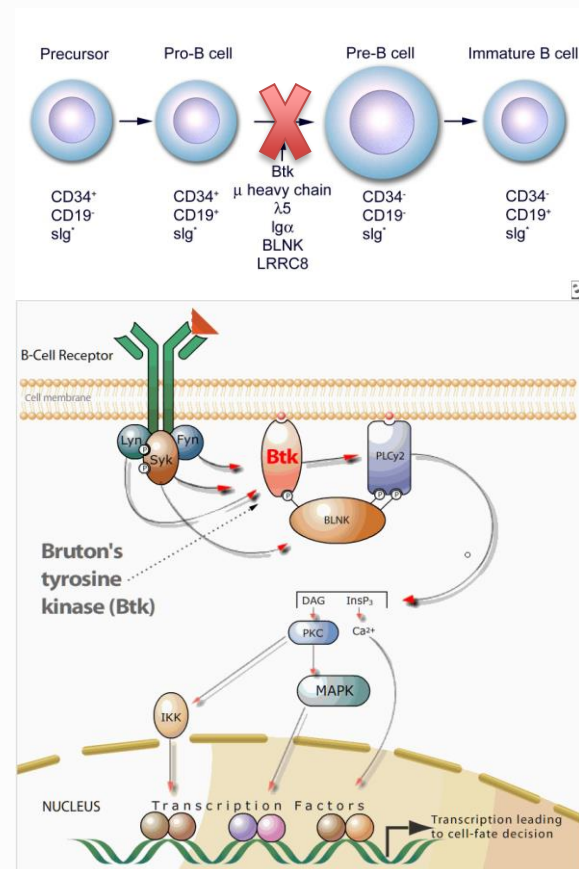 Precursor
Pro-B cell
Pre-B cell
Immature B cell
Btk
μ heavy chain
λ5
Igα
BLNK
LRRC8
CD34+
CD19-
sIg-
CD34+
CD19+
sIg-
CD34-
CD19-
sIg-
CD34-
CD19+
sIg-
B-Cell Receptor
Cell membrane
Lyn
P
Syk
P
Fyn
Btk
PLCγ2
P
P
P
BLNK
Bruton's
tyrosine
kinase (Btk)
DAG
InsP3
PKC
Ca2+
MAPK
IKK
NUCLEUS
Transcription Factors
Transcription leading
to cell-fate decision